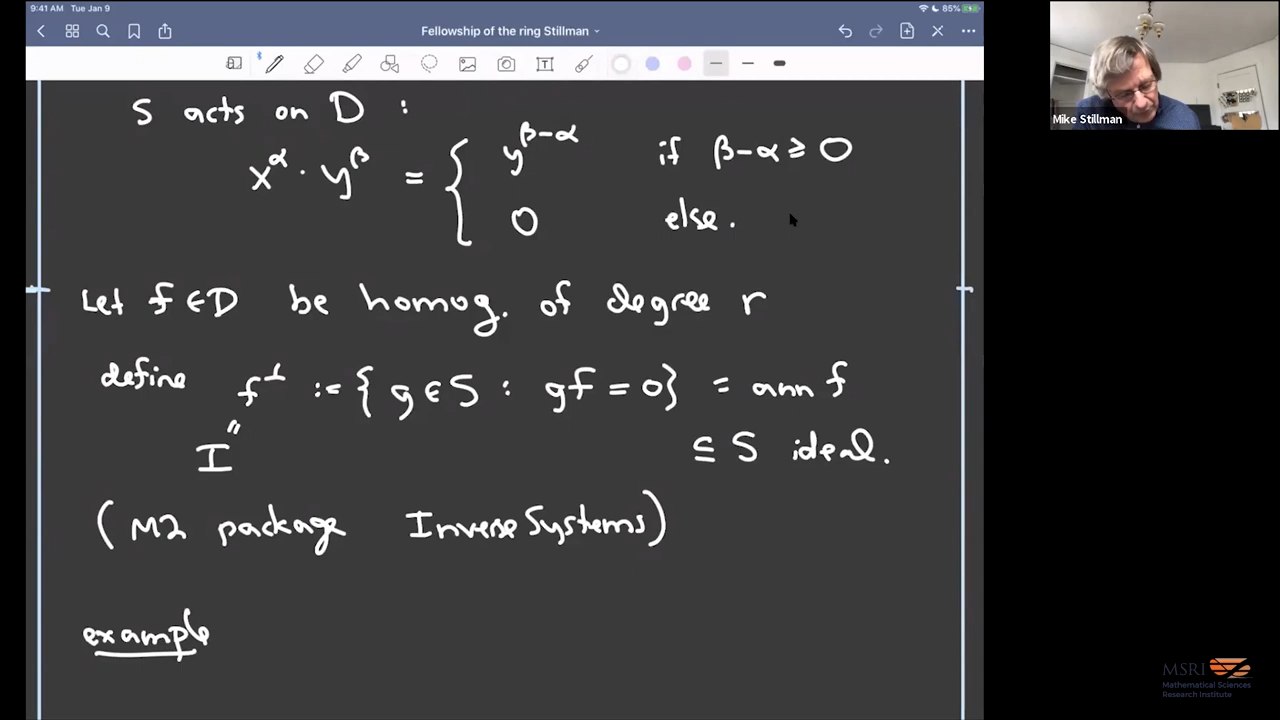 9:41 AM Tue Jan 9
85%
Fellowship of the ring Stillman
S acts on D :
x^α · y^β = { y^{β-α} if β-α ≥ 0
0 else.
Let f ∈ D be homog. of degree r
define f^⊥ := { g ∈ S : gf = 0 } = ann f
"
I ⊆ S ideal.
(M2 package InverseSystems)
example
Mike Stillman
MSRI
Mathematical Sciences
Research Institute